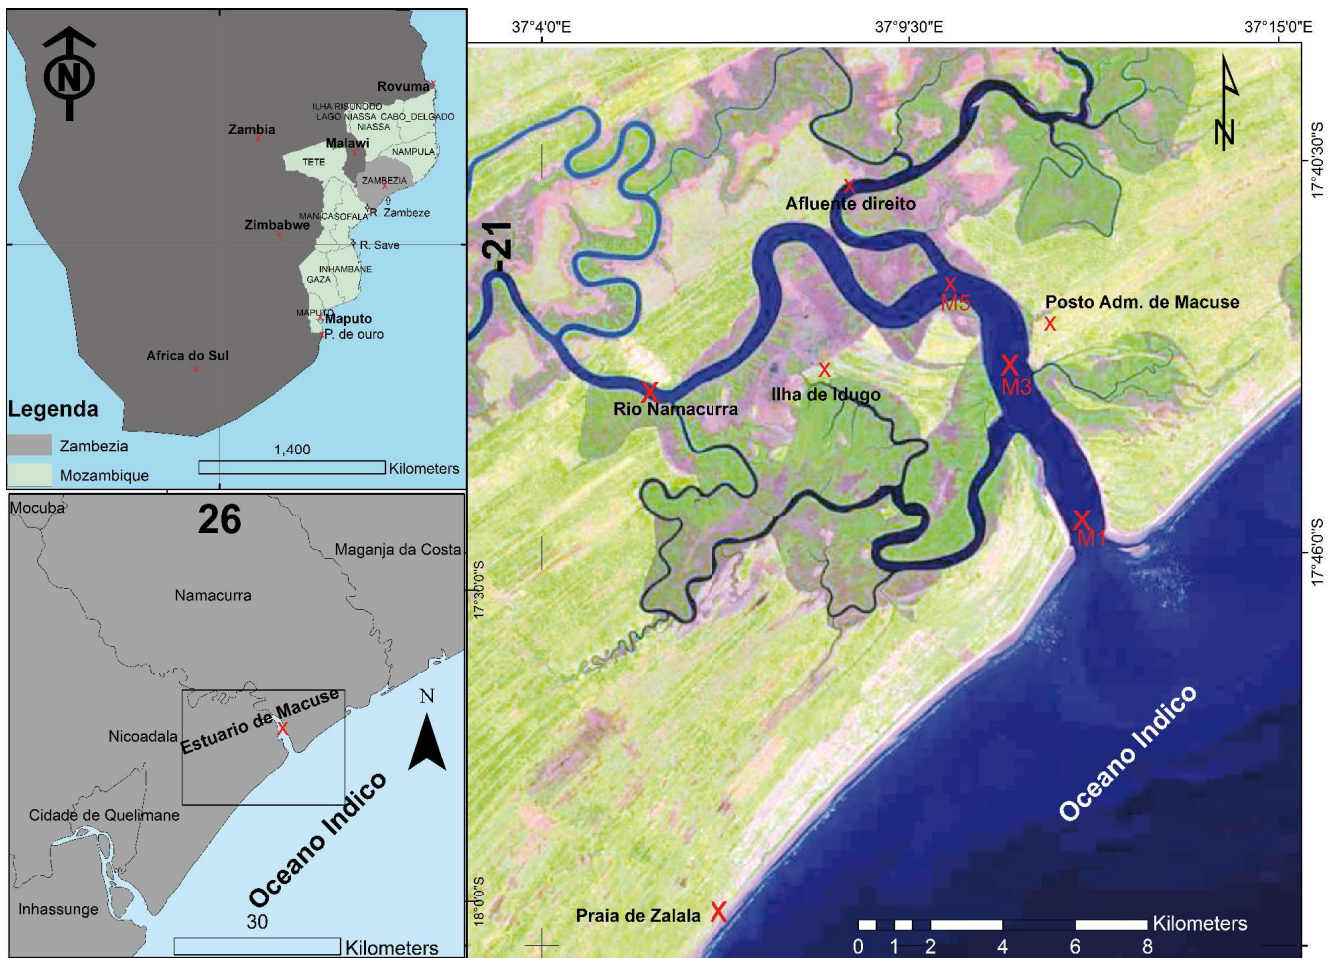 N
Rovuma
ILHA RISUNODO
LAGO NIASSA
CABO_DELGADO
NIASSA
Zambia
Malawi
NAMPULA
TETE
ZAMBEZIA
MANICA
SOFALA
R. Zambeze
Zimbabwe
R. Save
INHAMBANE
GAZA
MAPUTO
Maputo
P. de ouro
Africa do Sul
Legenda
Zambezia
Mozambique
1,400
Kilometers
-21
26
Mocuba
Maganja da Costa
Namacurra
N
Estuario de Macuse
Nicoadala
Cidade de Quelimane
Oceano Indico
Inhassunge
30
Kilometers
17°30'0"S
18°0'0"S
37°4'0"E
37°9'30"E
37°15'0"E
17°40'30"S
17°46'0"S
N
Afluente direito
M5
Posto Adm. de Macuse
M3
Ilha de Idugo
Rio Namacurra
M1
Oceano Indico
Praia de Zalala
Kilometers
0 1 2 4 6 8